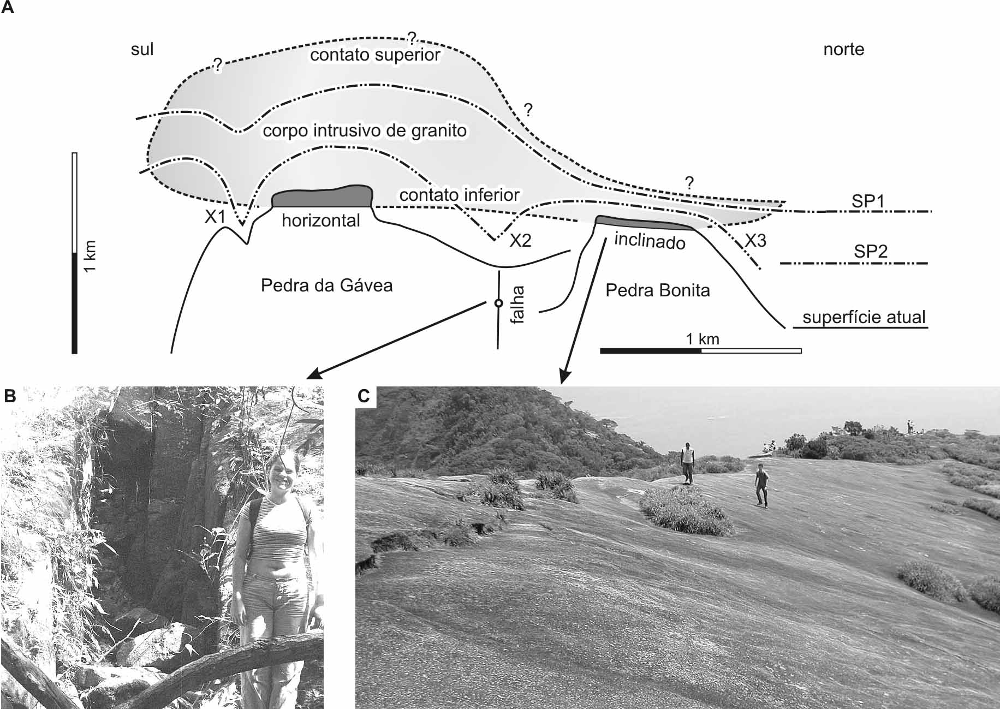 A
sul
norte
?
?
contato superior
?
corpo intrusivo de granito
?
contato inferior
SP1
X1
horizontal
X2
inclinado
X3
SP2
1 km
Pedra da Gávea
falha
Pedra Bonita
superfície atual
1 km
B
C